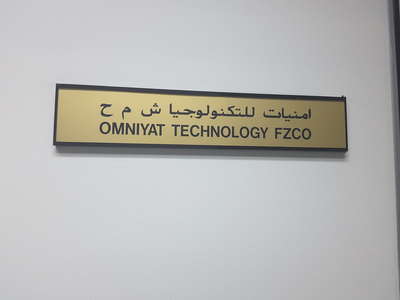 امنيات للتكنولوجيا ش م ح
OMNIYAT TECHNOLOGY FZCO